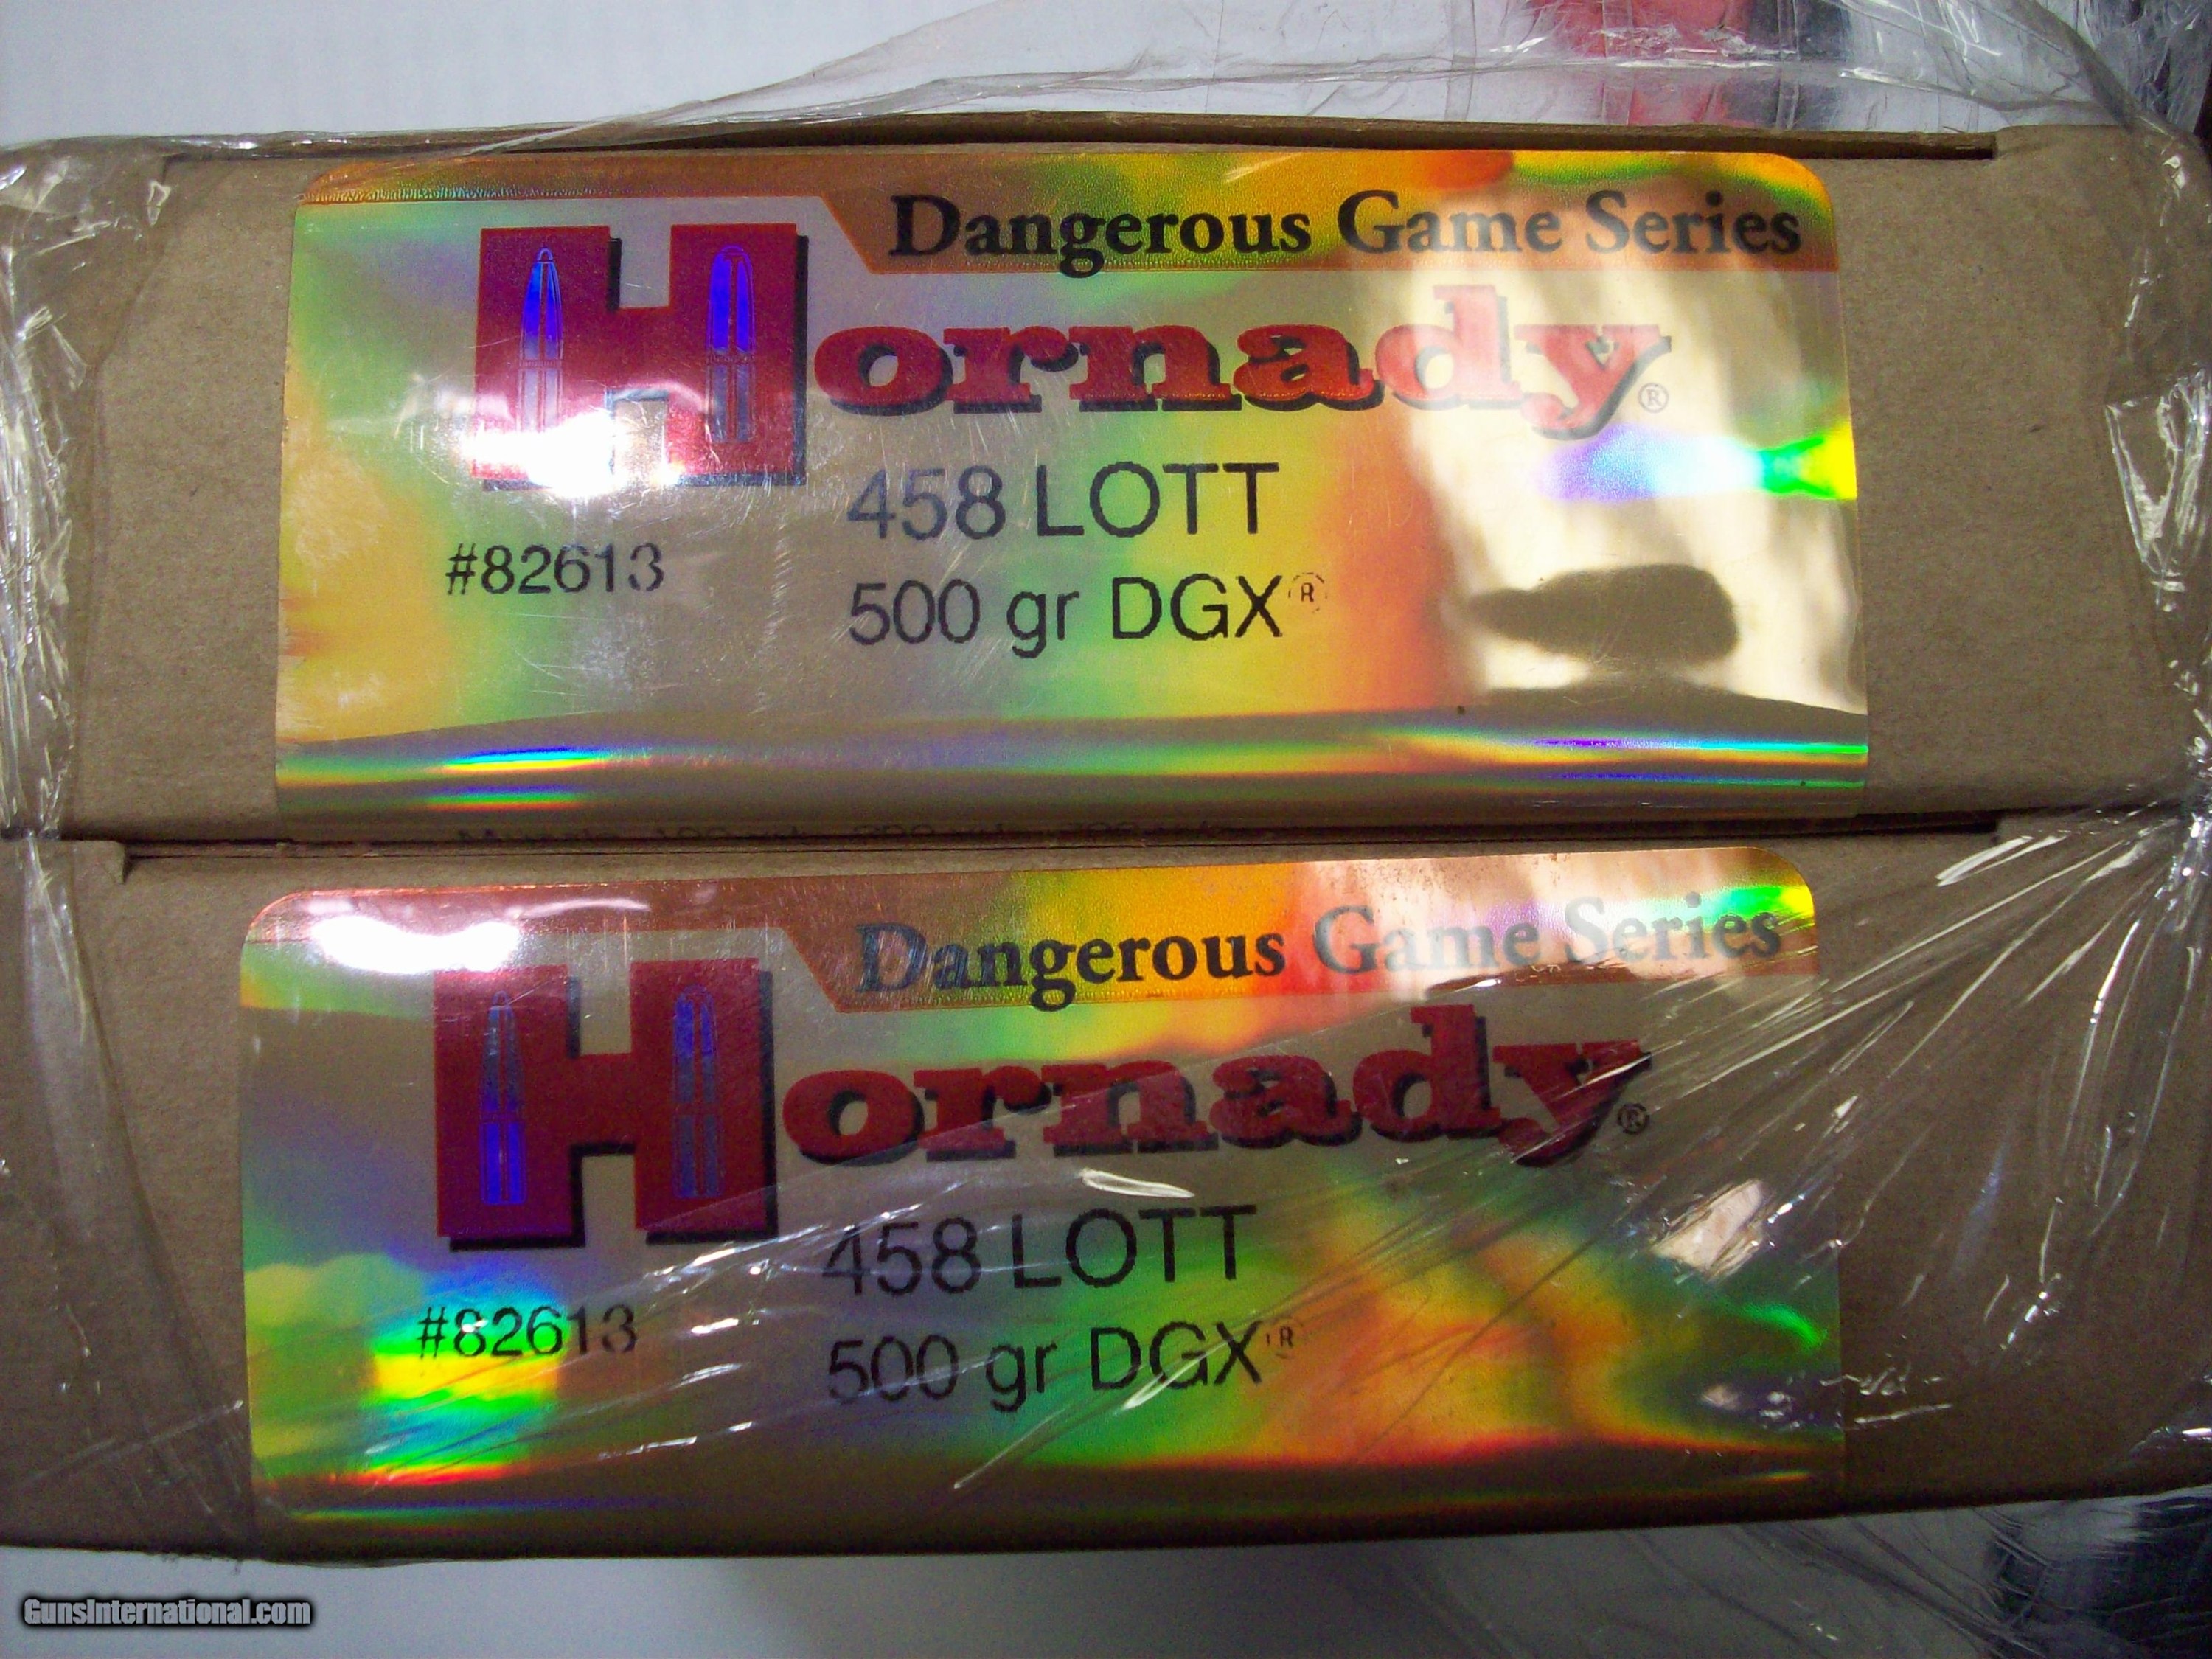 Dangerous Game Series
Hornady®
458 LOTT
#82613
500 gr DGX®
Dangerous Game Series
Hornady®
458 LOTT
#82613
500 gr DGX®
GunsInternational.com